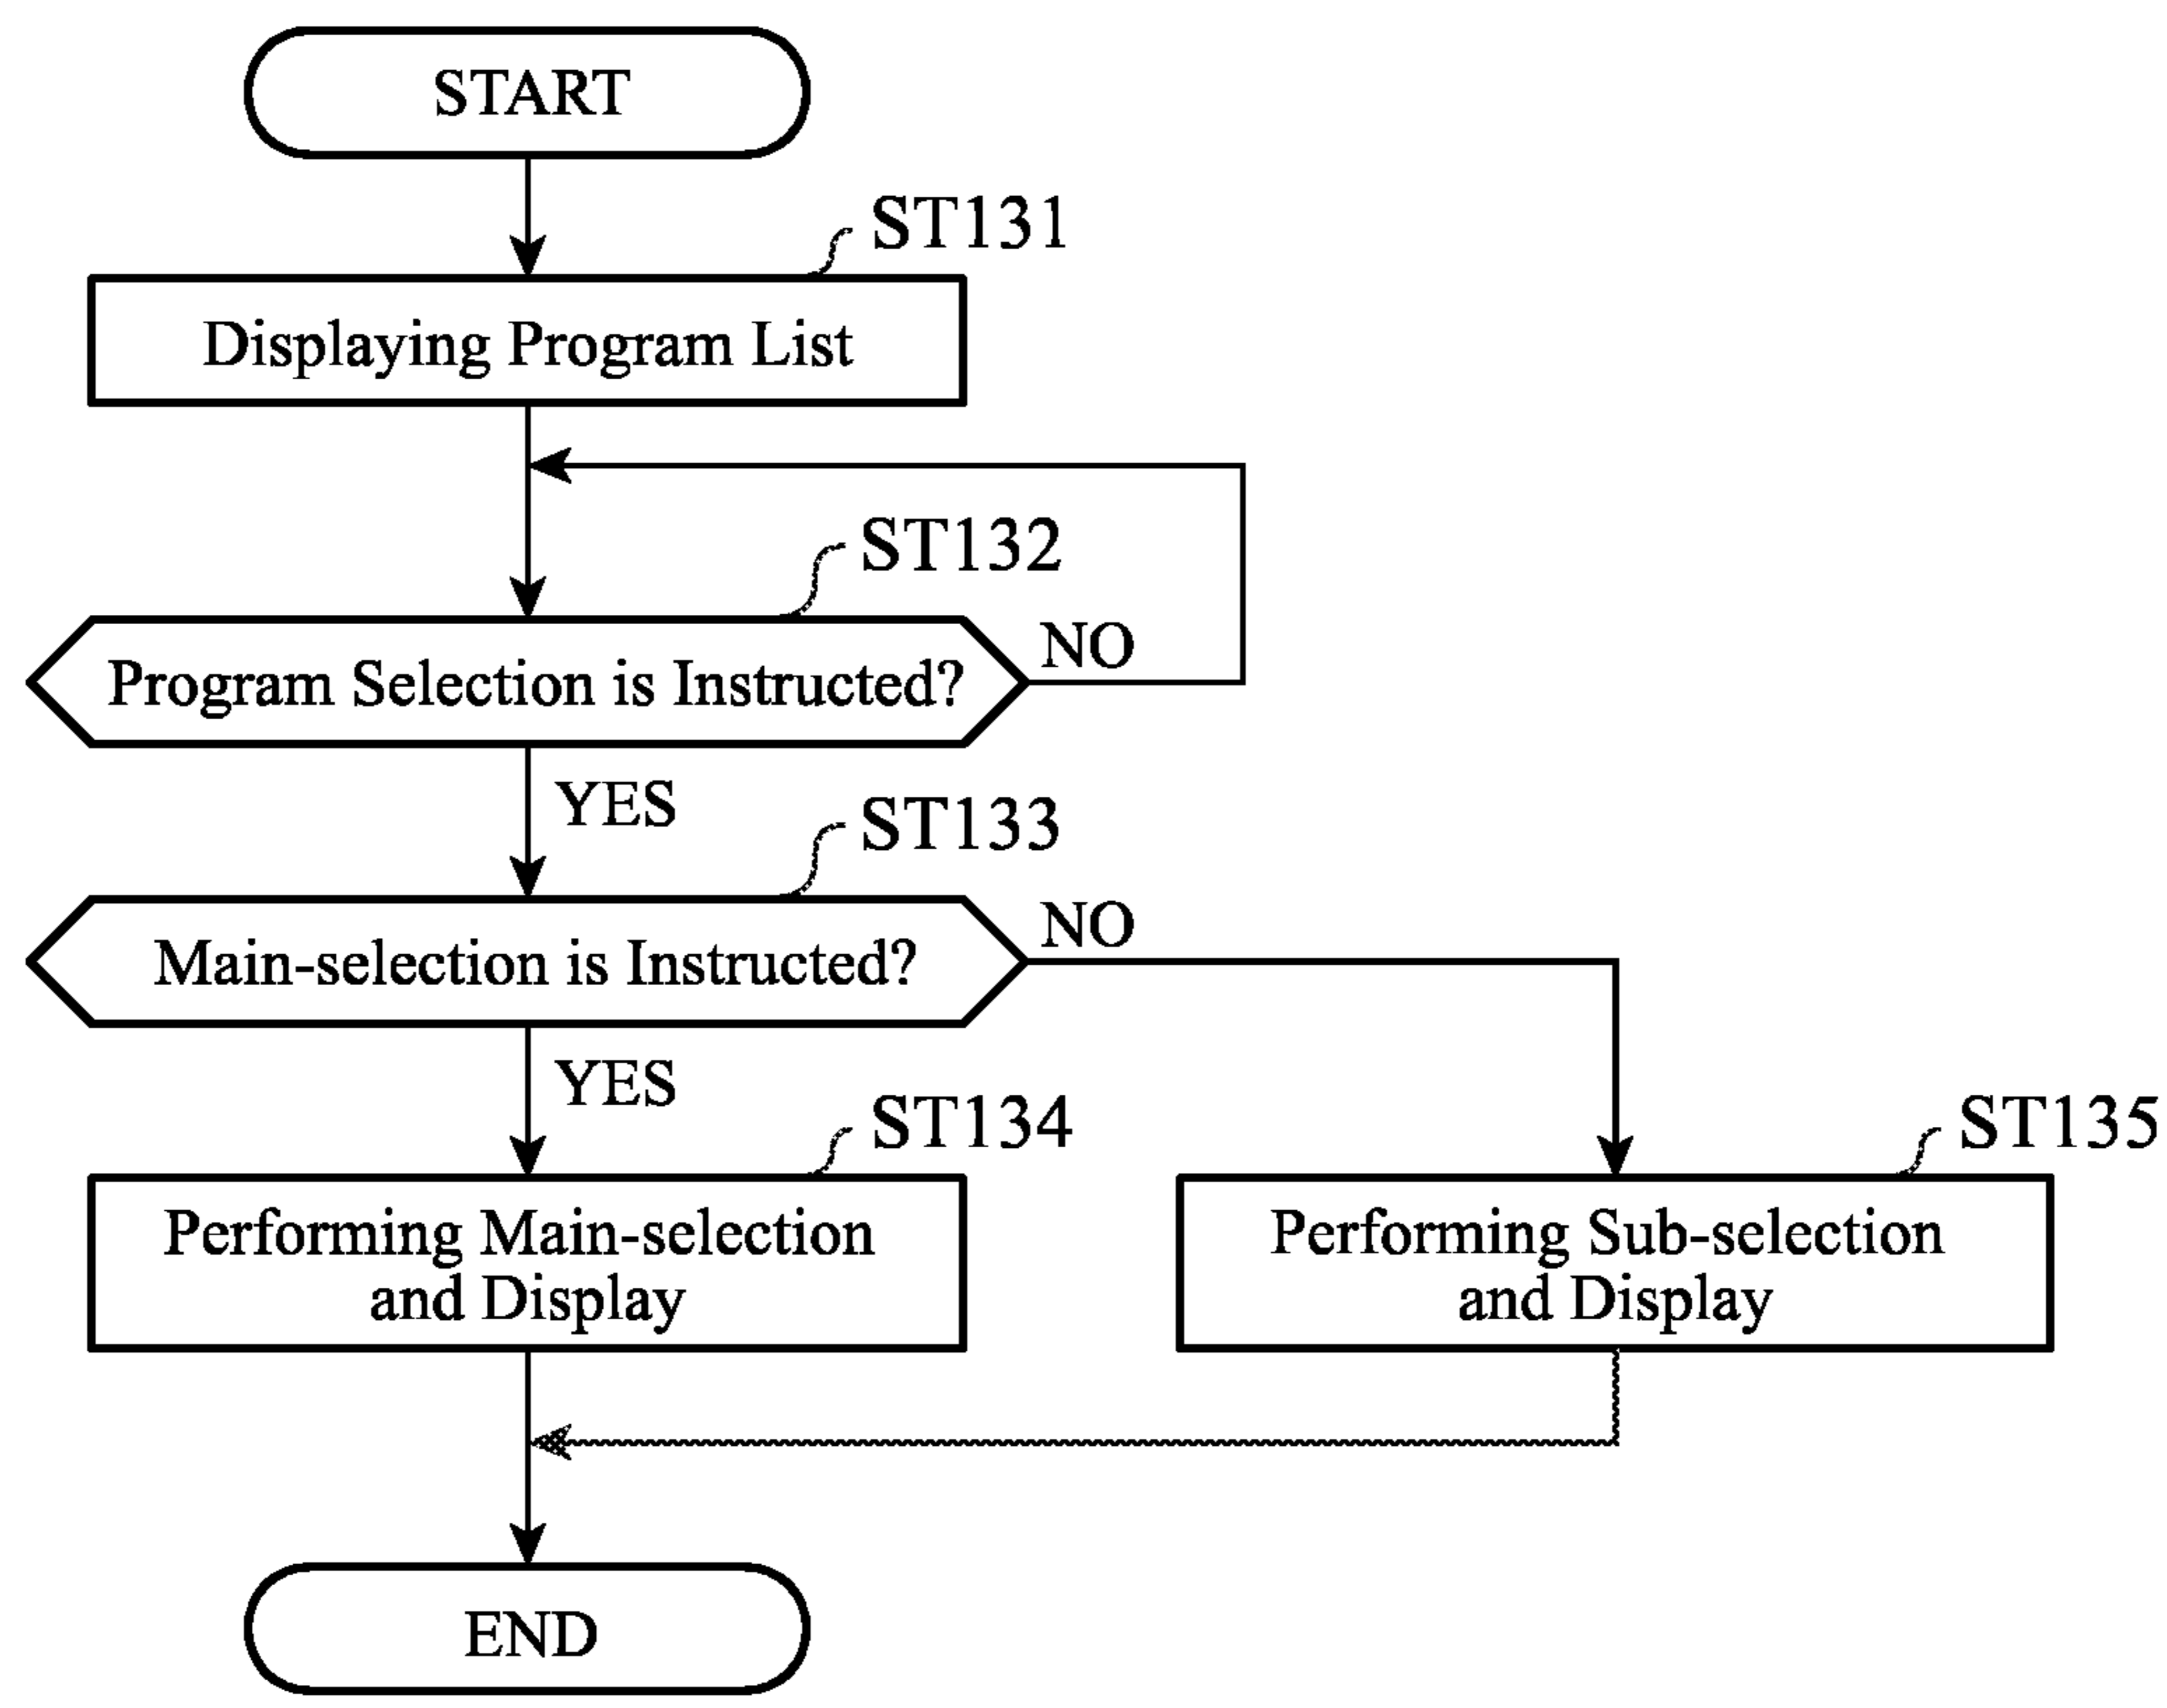 START
ST131
Displaying Program List
ST132
Program Selection is Instructed?
NO
YES
ST133
Main-selection is Instructed?
NO
YES
ST134
Performing Main-selection
and Display
ST135
Performing Sub-selection
and Display
END